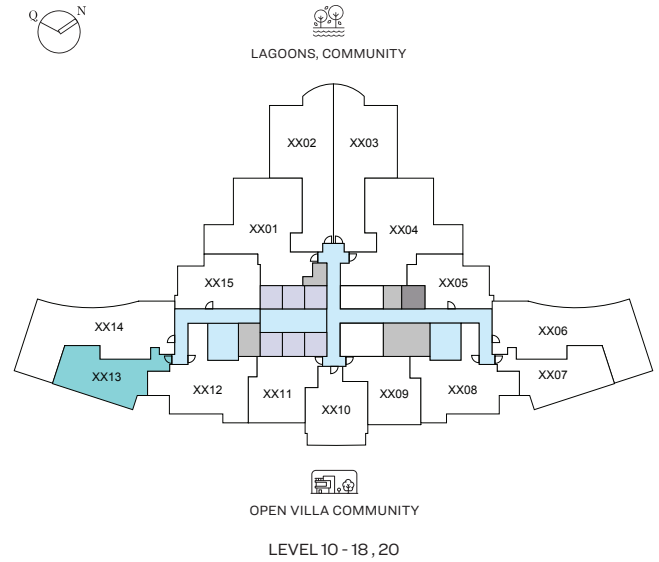 Q N
LAGOONS, COMMUNITY
XX02 XX03
XX01 XX04
XX15 XX05
XX14 XX06
XX13 XX07
XX12 XX11 XX10 XX09 XX08
OPEN VILLA COMMUNITY
LEVEL 10 - 18 , 20